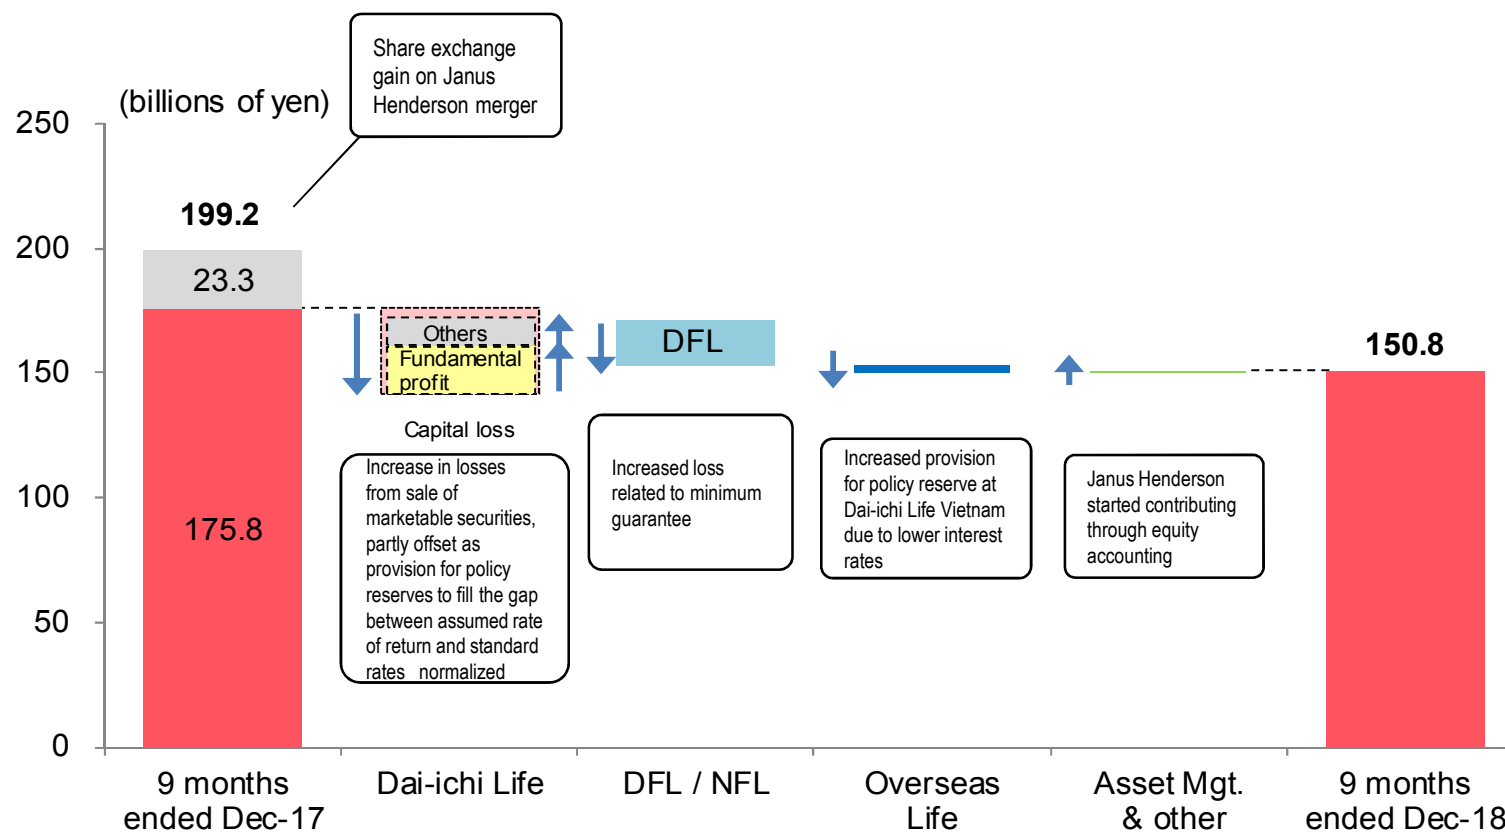 Share exchange
gain on Janus
Henderson merger
(billions of yen)
250
200
150
100
50
0
199.2
23.3
175.8
Others
Fundamental
profit
Capital loss
Increase in losses
from sale of
marketable securities,
partly offset as
provision for policy
reserves to fill the gap
between assumed rate
of return and standard
rates normalized
DFL
Increased loss
related to minimum
guarantee
Increased provision
for policy reserve at
Dai-ichi Life Vietnam
due to lower interest
rates
Janus Henderson
started contributing
through equity
accounting
150.8
9 months
ended Dec-17
Dai-ichi Life
DFL / NFL
Overseas
Life
Asset Mgt.
& other
9 months
ended Dec-18